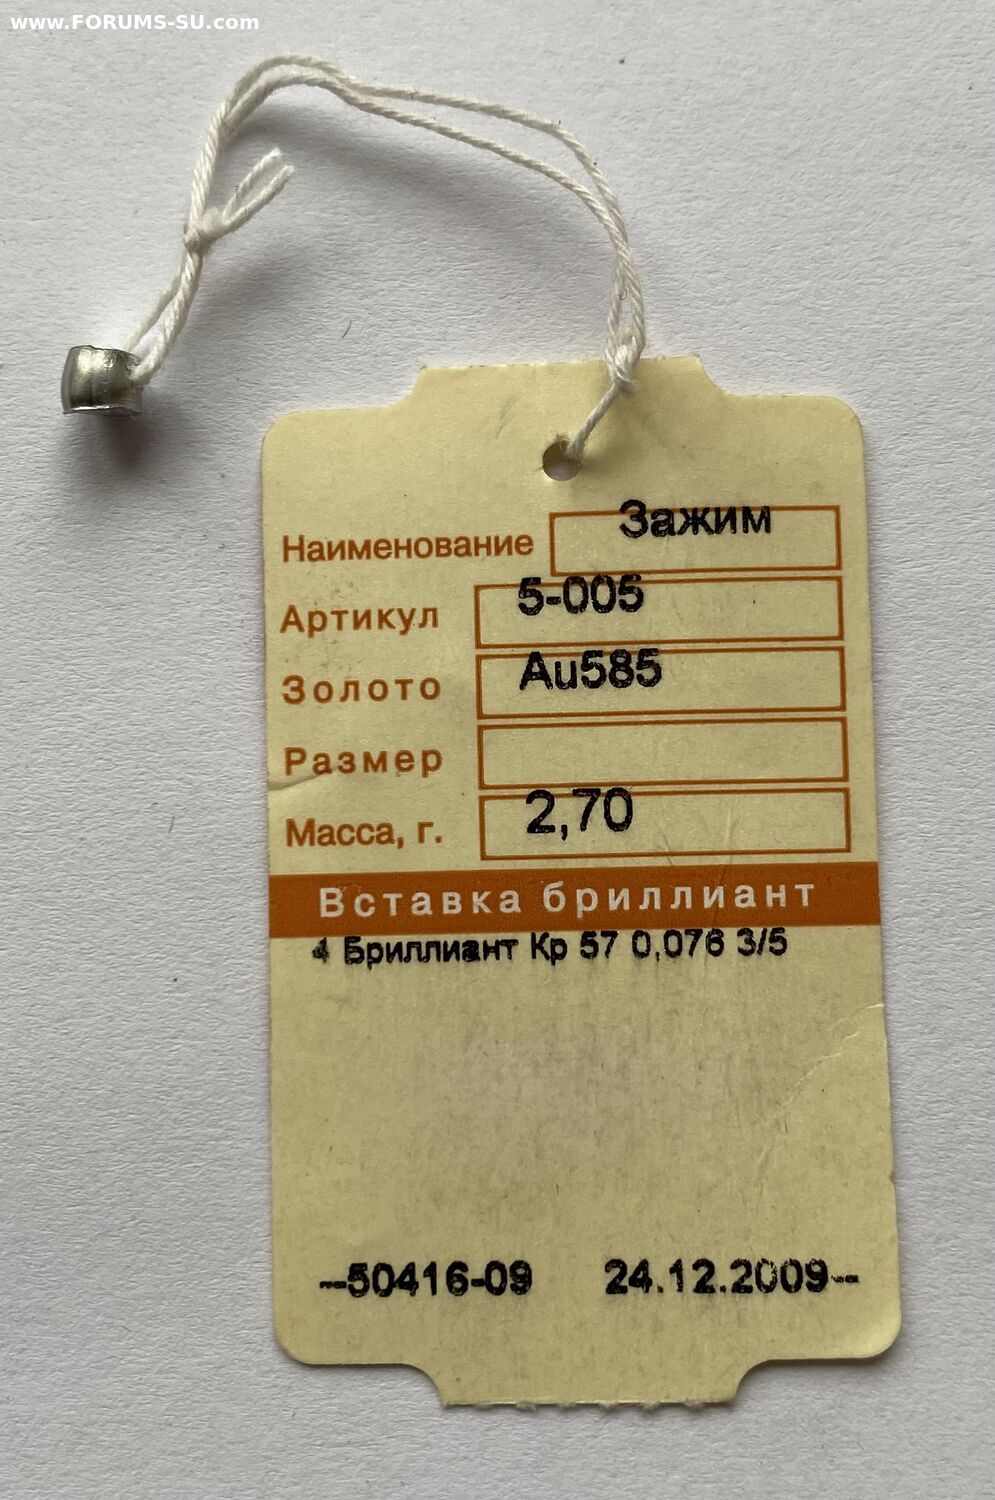 www.FORUMS-SU.com
Наименование Зажим
Артикул 5-005
Золото Au585
Размер
Масса, г. 2,70
Вставка бриллиант
4 Бриллиант Кр 57 0,076 3/5
--50416-09 24.12.2009--